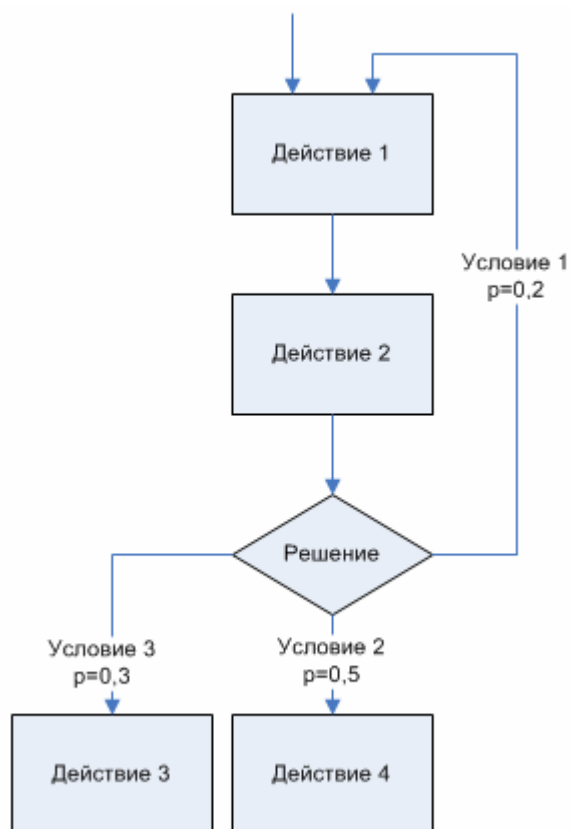 Действие 1
Условие 1
p=0,2
Действие 2
Решение
Условие 3
p=0,3
Условие 2
p=0,5
Действие 3
Действие 4